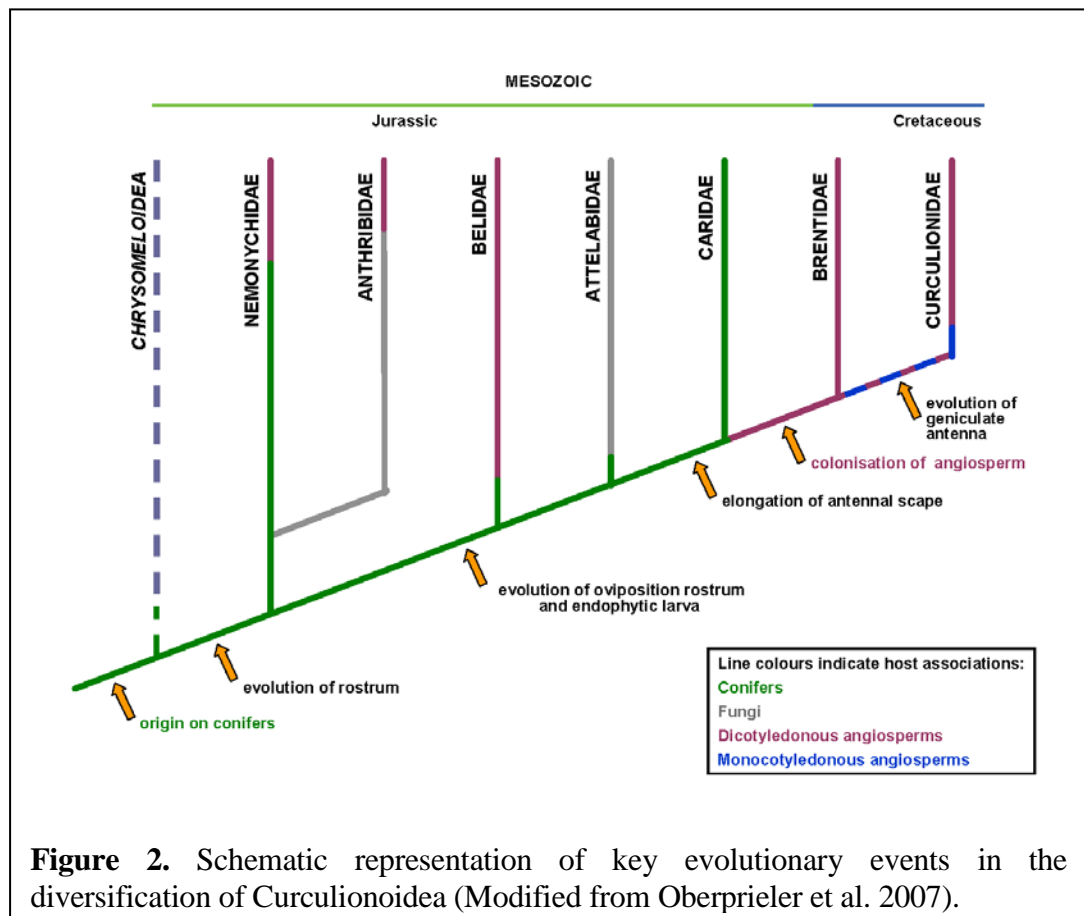 MESOZOIC
Jurassic
Cretaceous
CHRYSOMELOIDEA
NEMONYCHIDAE
ANTHRIBIDAE
BELIDAE
ATTELABIDAE
CARIDAE
BRENTIDAE
CURCULIONIDAE
evolution of
geniculate
antenna
colonisation of angiosperm
elongation of antennal scape
evolution of oviposition rostrum
and endophytic larva
evolution of rostrum
origin on conifers
Line colours indicate host associations:
Conifers
Fungi
Dicotyledonous angiosperms
Monocotyledonous angiosperms
Figure 2. Schematic representation of key evolutionary events in the
diversification of Curculionoidea (Modified from Oberprieler et al. 2007).